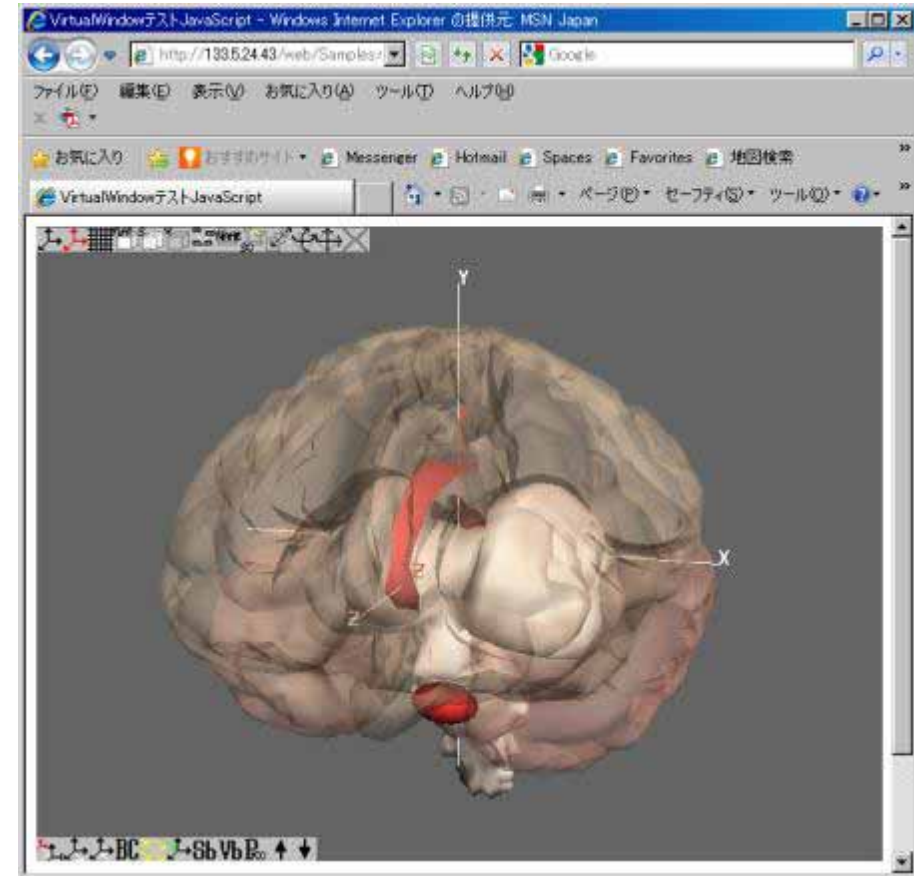 VirtualWindowテストJavaScript - Windows Internet Explorer の提供元: MSN Japan
http://133.5.24.43/web/Samples/ Google
ファイル(F) 編集(E) 表示(V) お気に入り(A) ツール(T) ヘルプ(H)
お気に入り おすすめサイト Messenger Hotmail Spaces Favorites 地図検索 »
VirtualWindowテストJavaScript ページ(P) セーフティ(S) ツール(O) »
Y
X
Z
Z
BC Sb Vb